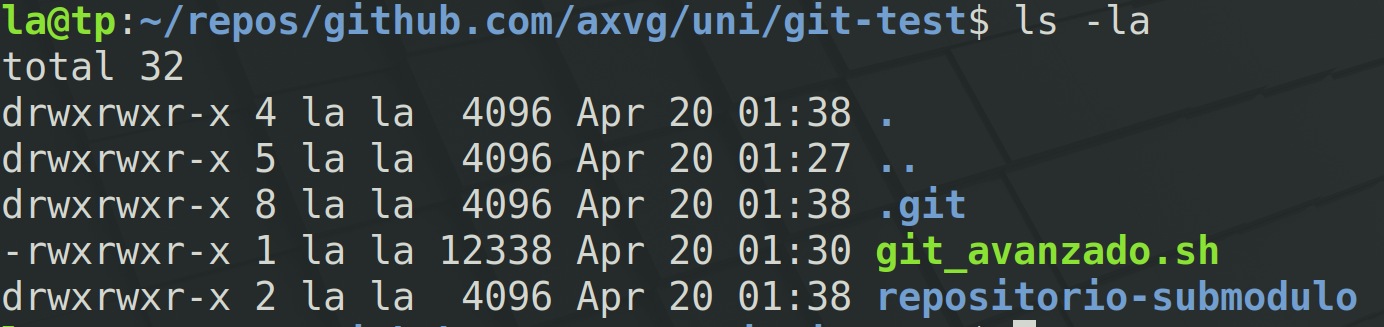 la@tp:~/repos/github.com/axvg/uni/git-test$ ls -la
total 32
drwxrwxr-x 4 la la  4096 Apr 20 01:38 .
drwxrwxr-x 5 la la  4096 Apr 20 01:27 ..
drwxrwxr-x 8 la la  4096 Apr 20 01:38 .git
-rwxrwxr-x 1 la la 12338 Apr 20 01:30 git_avanzado.sh
drwxrwxr-x 2 la la  4096 Apr 20 01:38 repositorio-submodulo